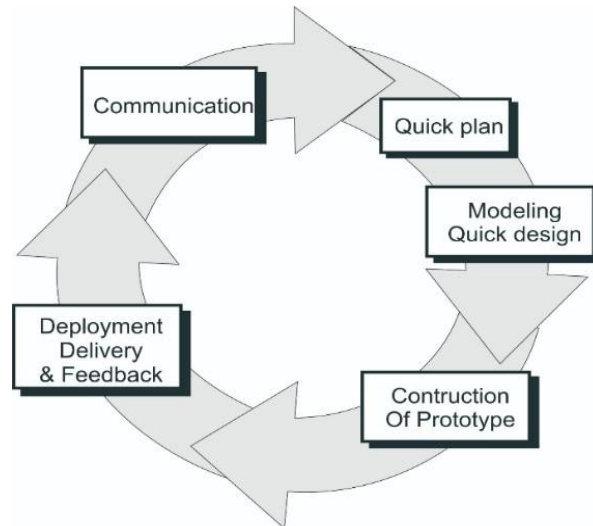 Communication
Quick plan
Modeling
Quick design
Contruction
Of Prototype
Deployment
Delivery
& Feedback